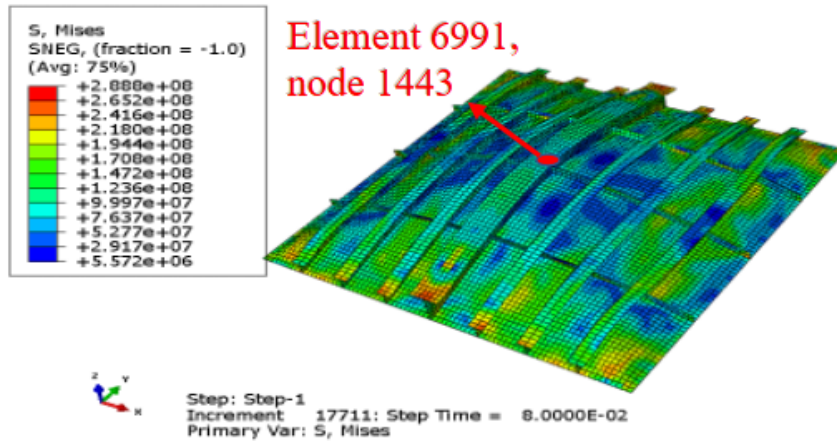 S, Mises
SNEG, (fraction = -1.0)
(Avg: 75%)
+2.888e+08
+2.652e+08
+2.416e+08
+2.180e+08
+1.944e+08
+1.708e+08
+1.472e+08
+1.236e+08
+9.997e+07
+7.637e+07
+5.277e+07
+2.917e+07
+5.572e+06
Element 6991,
node 1443
Z
Y
X
Step: Step-1
Increment 17711: Step Time = 8.0000E-02
Primary Var: S, Mises